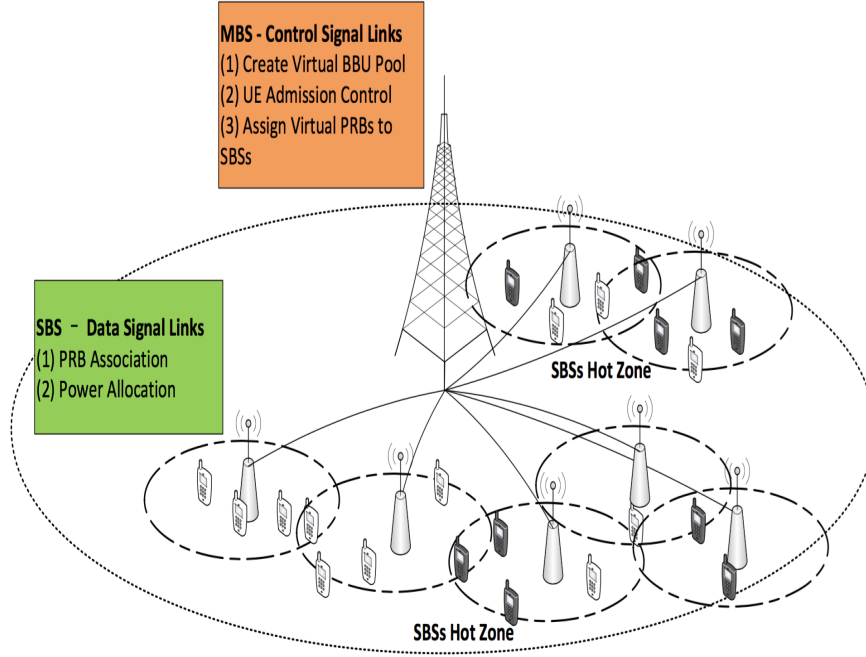 MBS - Control Signal Links
(1) Create Virtual BBU Pool
(2) UE Admission Control
(3) Assign Virtual PRBs to
SBSs
SBS - Data Signal Links
(1) PRB Association
(2) Power Allocation
SBSs Hot Zone
SBSs Hot Zone